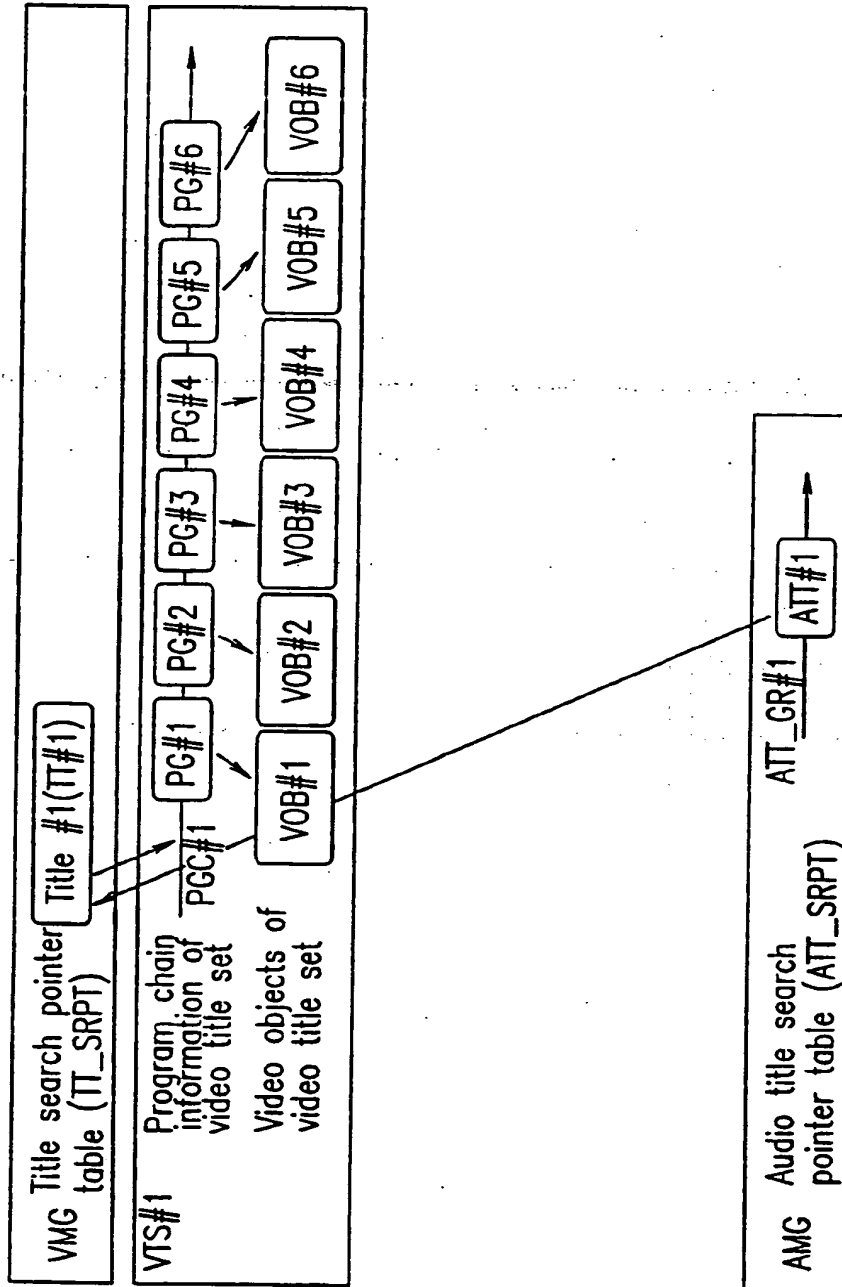 VMG Title search pointer
table (TT_SRPT)
Title #1(TT#1)
VTS#1
Program chain
information of
video title set
PGC#1
PG#1
PG#2
PG#3
PG#4
PG#5
PG#6
Video objects of
video title set
VOB#1
VOB#2
VOB#3
VOB#4
VOB#5
VOB#6
AMG Audio title search
pointer table (ATT_SRPT)
ATT_GR#1
ATT#1